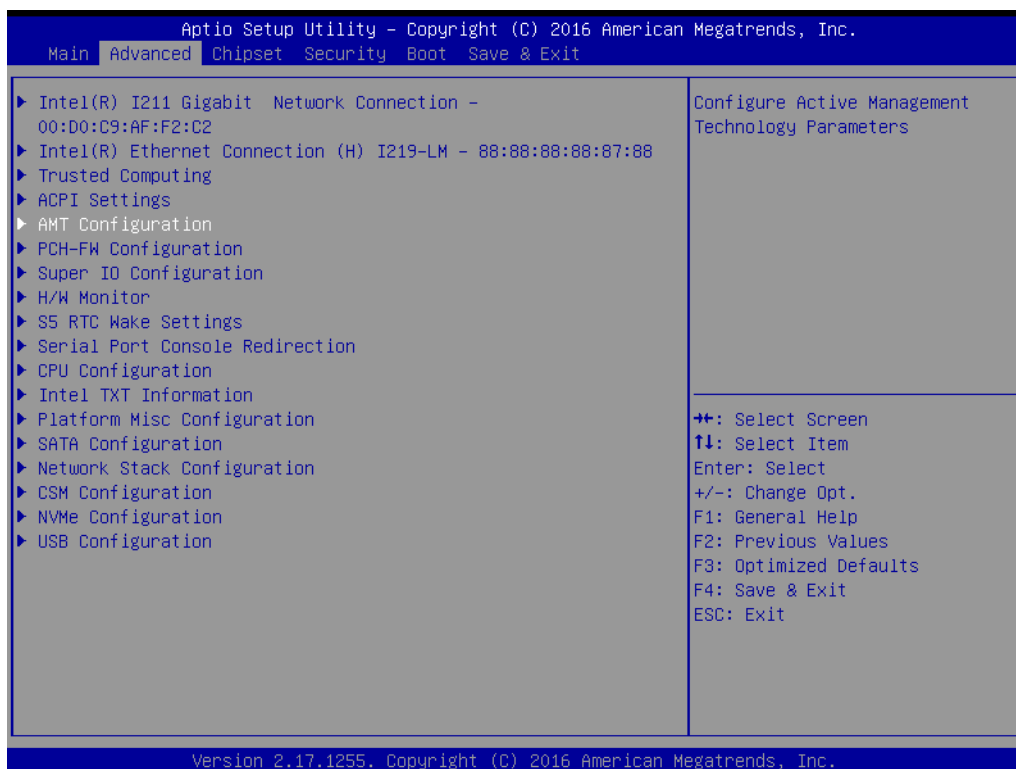 Aptio Setup Utility – Copyright (C) 2016 American Megatrends, Inc.
Main Advanced Chipset Security Boot Save & Exit
▶ Intel(R) I211 Gigabit  Network Connection –
00:D0:C9:AF:F2:C2
▶ Intel(R) Ethernet Connection (H) I219-LM – 88:88:88:88:87:88
▶ Trusted Computing
▶ ACPI Settings
▶ AMT Configuration
▶ PCH-FW Configuration
▶ Super IO Configuration
▶ H/W Monitor
▶ S5 RTC Wake Settings
▶ Serial Port Console Redirection
▶ CPU Configuration
▶ Intel TXT Information
▶ Platform Misc Configuration
▶ SATA Configuration
▶ Network Stack Configuration
▶ CSM Configuration
▶ NVMe Configuration
▶ USB Configuration
Configure Active Management
Technology Parameters
→←: Select Screen
↑↓: Select Item
Enter: Select
+/-: Change Opt.
F1: General Help
F2: Previous Values
F3: Optimized Defaults
F4: Save & Exit
ESC: Exit
Version 2.17.1255. Copyright (C) 2016 American Megatrends, Inc.